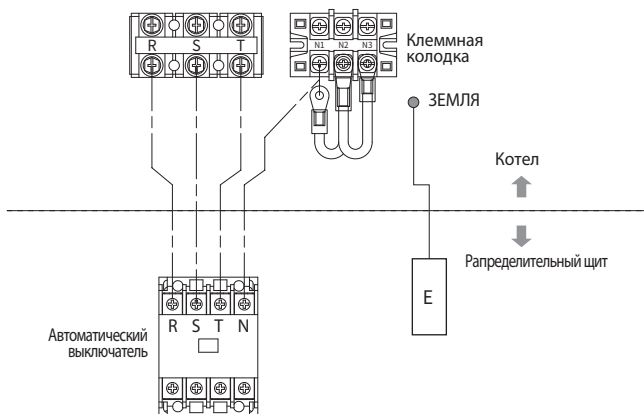 R S T
N1 N2 N3
Клеммная
колодка
ЗЕМЛЯ
Котел
Рапределительный щит
E
R S T N
Автоматический
выключатель